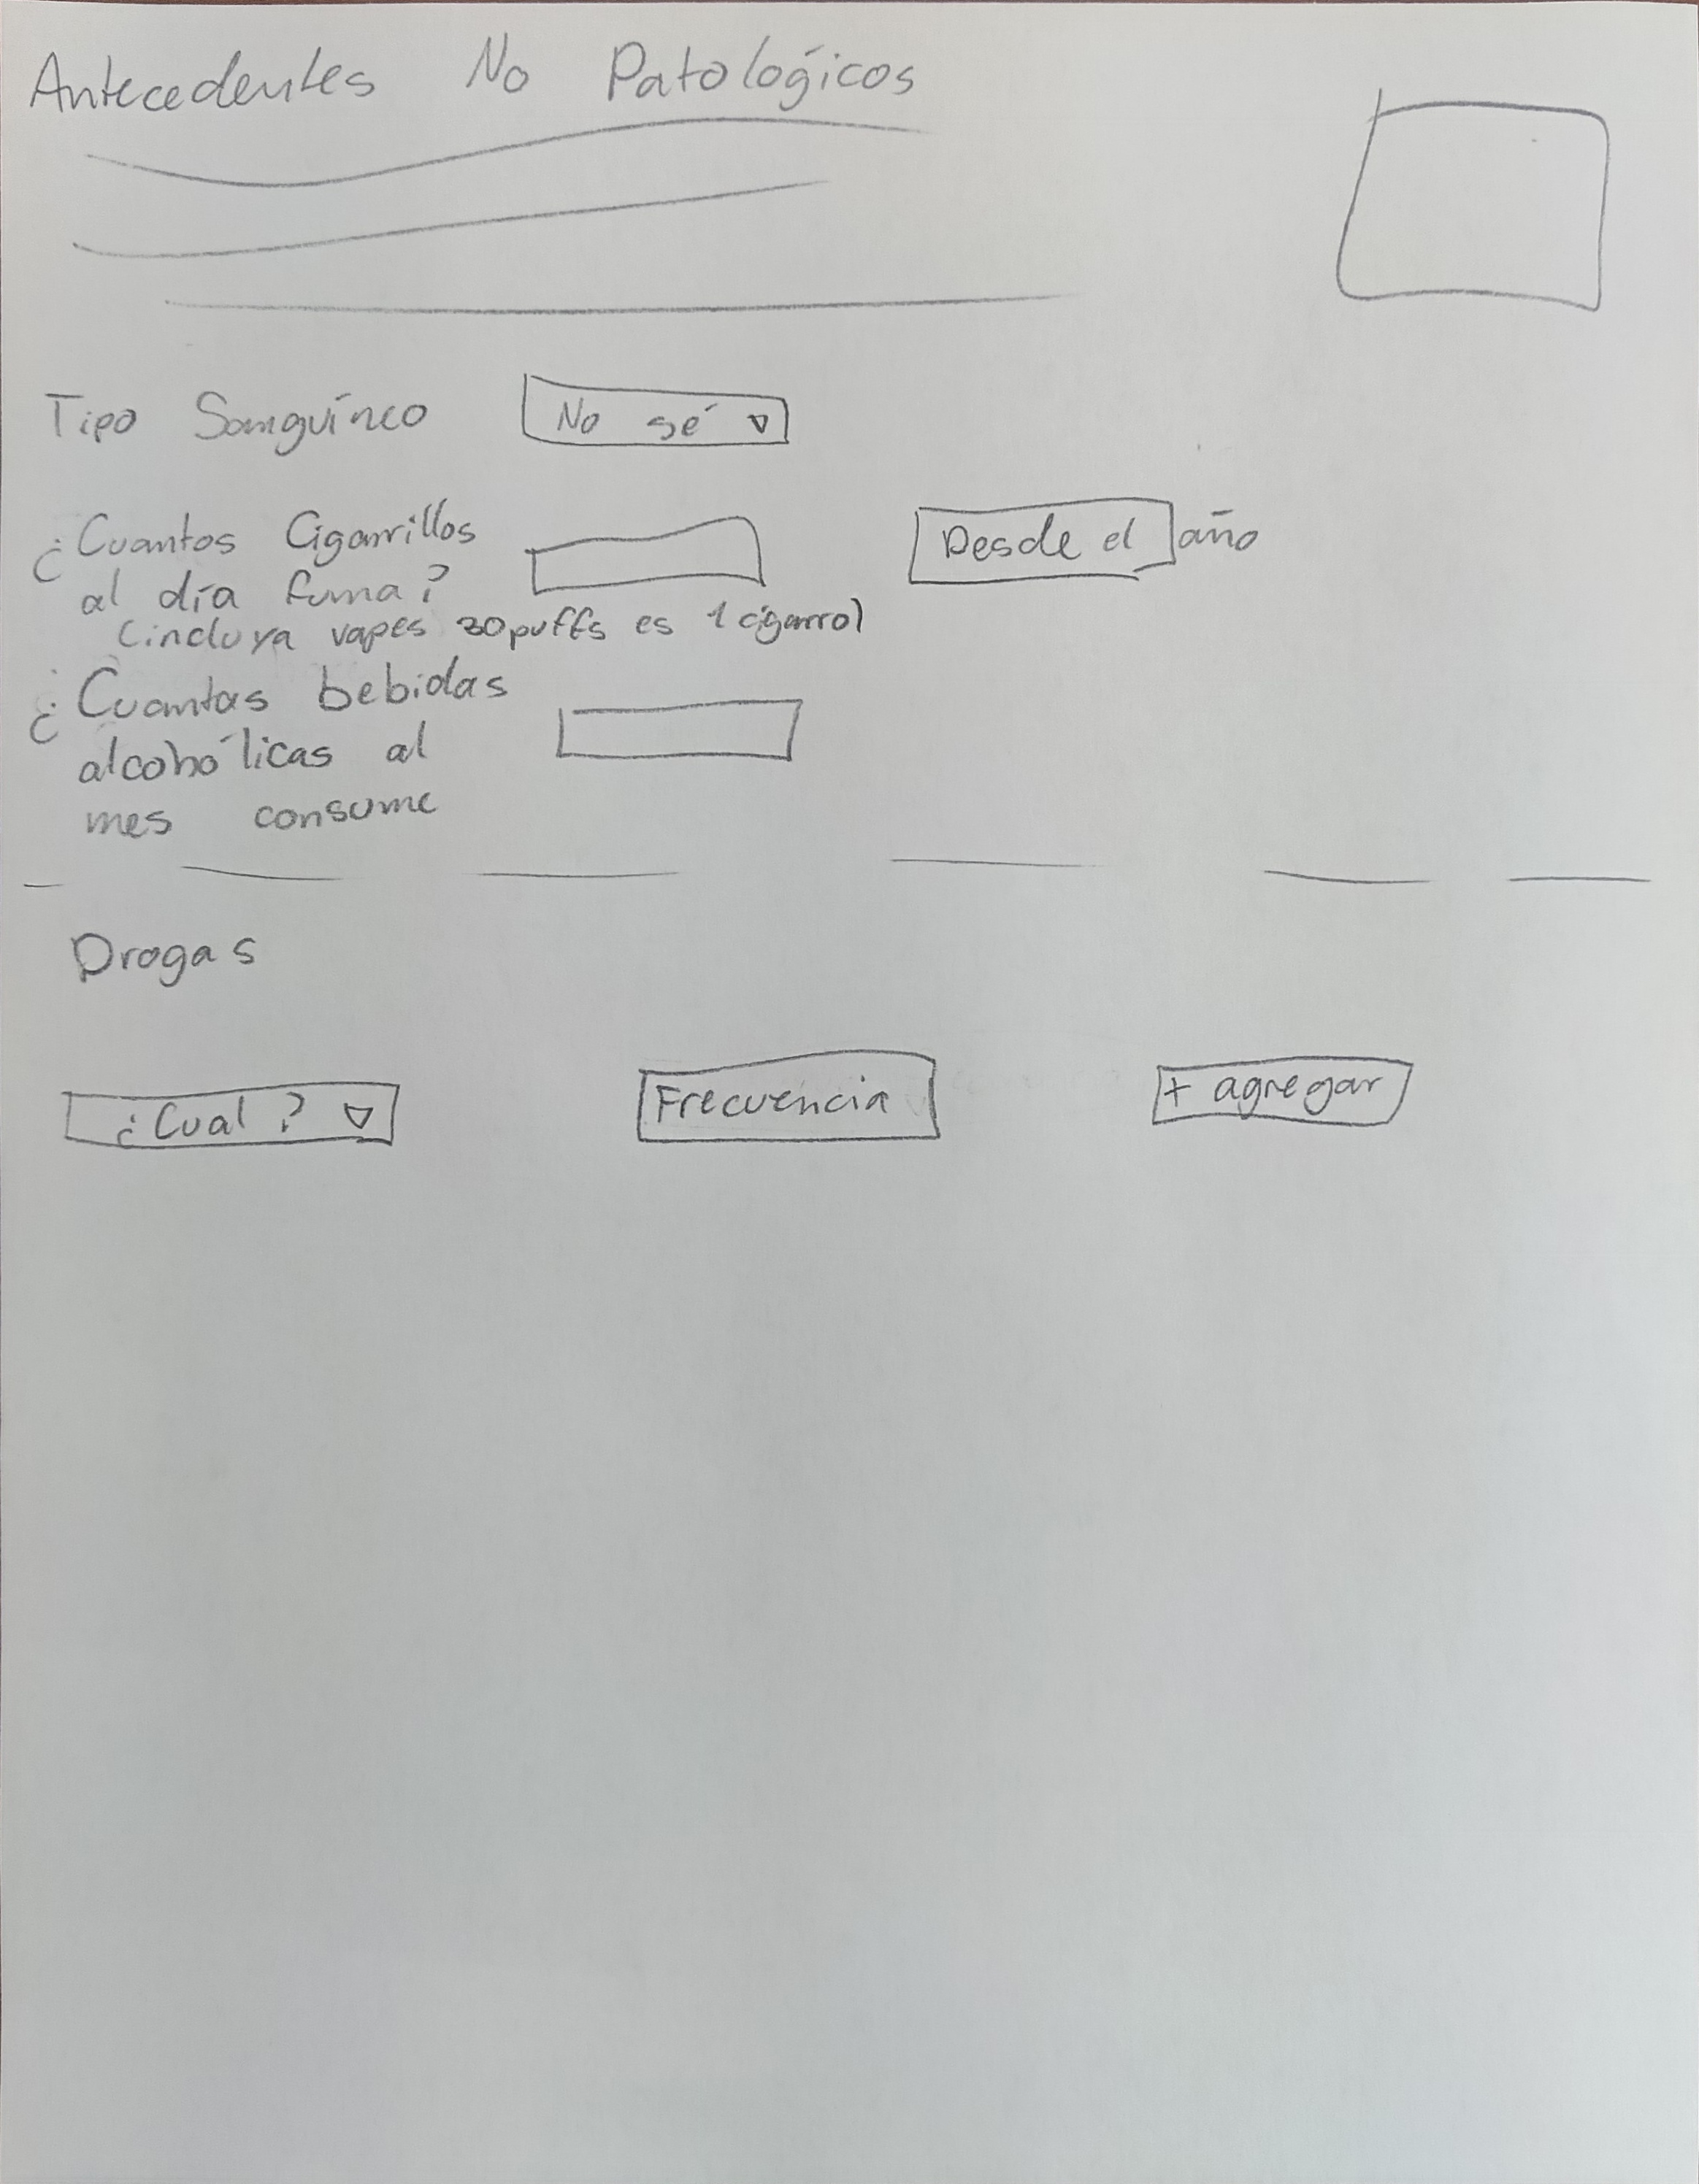 Antecedentes No Patológicos
Tipo Sanguíneo No sé
¿Cuantos Cigarrillos
al día fuma?
Desde el año
(incluya vapes 30puffs es 1 cigarro)
¿Cuantas bebidas
alcohólicas al
mes consume
Drogas
¿Cual? Frecuencia + agregar